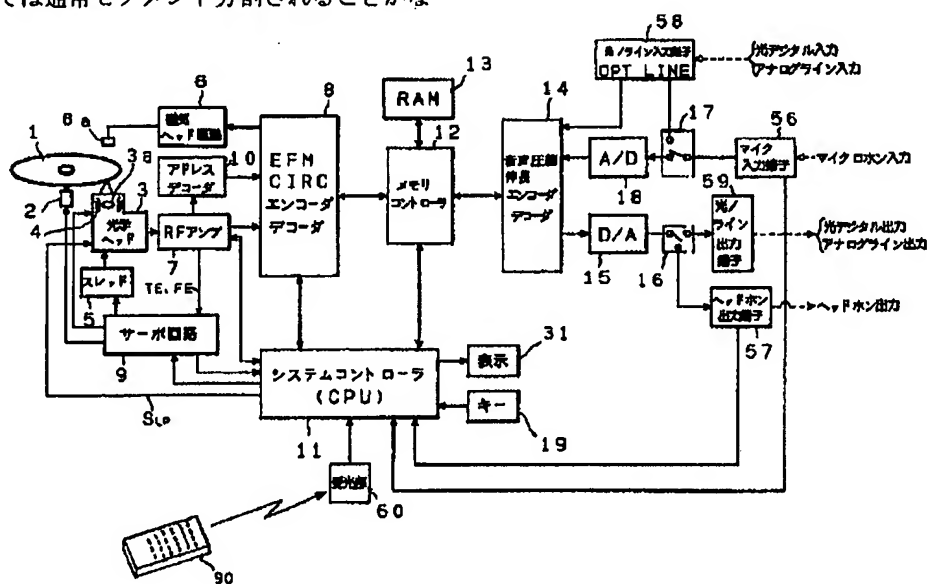 ては通常セグメント分割されることがな
58
光/ライン入力端子
OPT LINE
光デジタル入力
アナログライン入力
13
RAM
6
磁気
ヘッド駆動
6a
8
EFM
CIRC
エンコーダ
デコーダ
12
メモリ
コントローラ
14
音声圧縮
伸長
エンコーダ
デコーダ
17
A/D
18
56
マイク
入力端子
マイクロホン入力
1
3a
2
4
3
光学
ヘッド
10
アドレス
デコーダ
RFアンプ
7
D/A
15
16
59
光/
ライン
出力
端子
光デジタル出力
アナログライン出力
スレッド
5
TE、FE
ヘッドホン
出力端子
57
ヘッドホン出力
サーボ回路
9
システムコントローラ
(CPU)
11
表示
31
キー
19
SLP
受光部
60
90